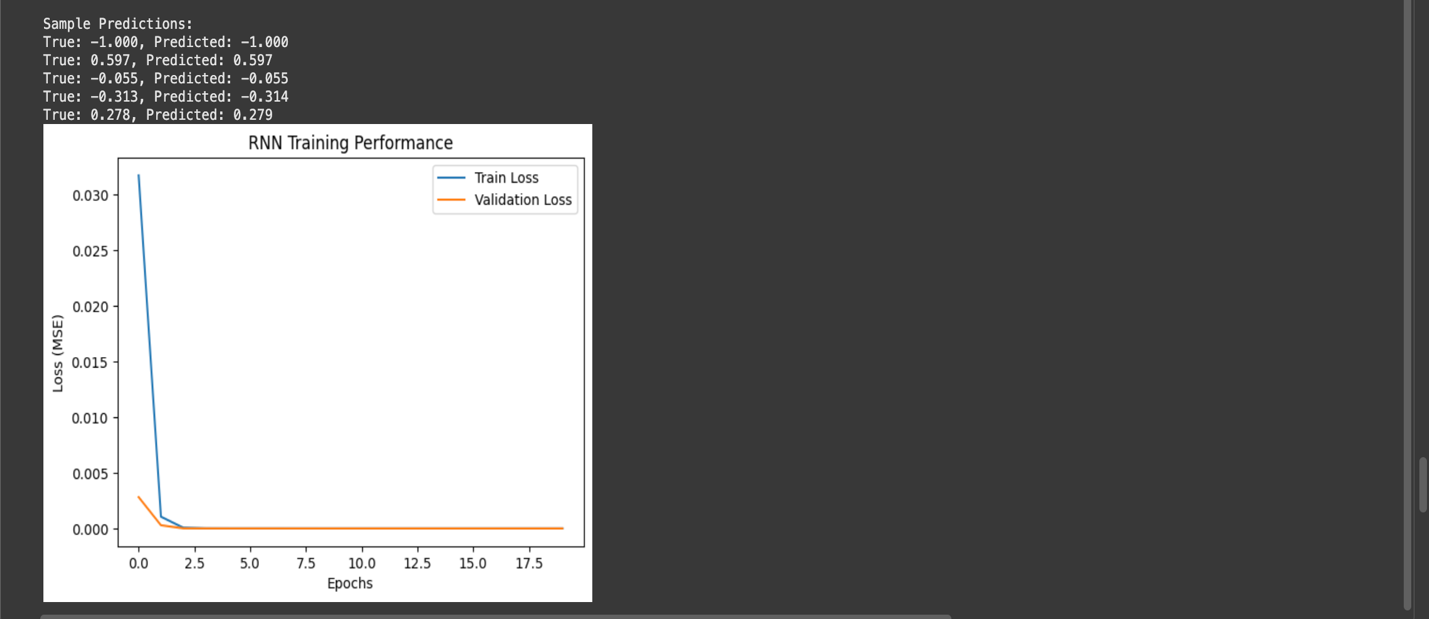 Sample Predictions:
True: -1.000, Predicted: -1.000
True: 0.597, Predicted: 0.597
True: -0.055, Predicted: -0.055
True: -0.313, Predicted: -0.314
True: 0.278, Predicted: 0.279
RNN Training Performance
Train Loss
Validation Loss
0.030
0.025
0.020
0.015
0.010
0.005
0.000
Loss (MSE)
0.0 2.5 5.0 7.5 10.0 12.5 15.0 17.5
Epochs